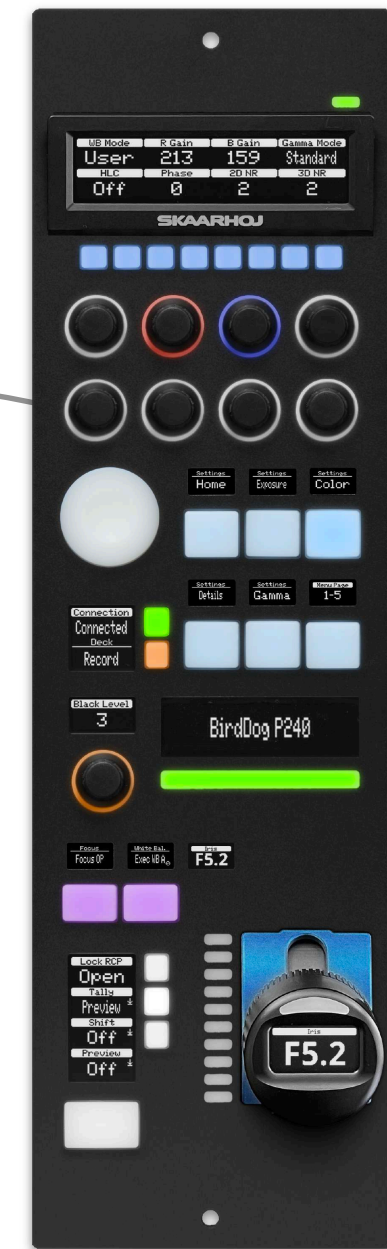 WB Mode R Gain B Gain Gamma Mode
User 213 159 Standard
HLC Phase 2D NR 3D NR
Off 0 2 2
SKAARHOJ
Settings Settings Settings
Home Exposure Color
Settings Settings Menu Page
Details Gamma 1-5
Connection
Connected
Deck
Record
Black Level
3
BirdDog P240
Focus White Bal. Iris
Focus OP Exec WB A F5.2
Lock RCP
Open
Tally
Preview
Shift
Off
Preview
Off
Iris
F5.2